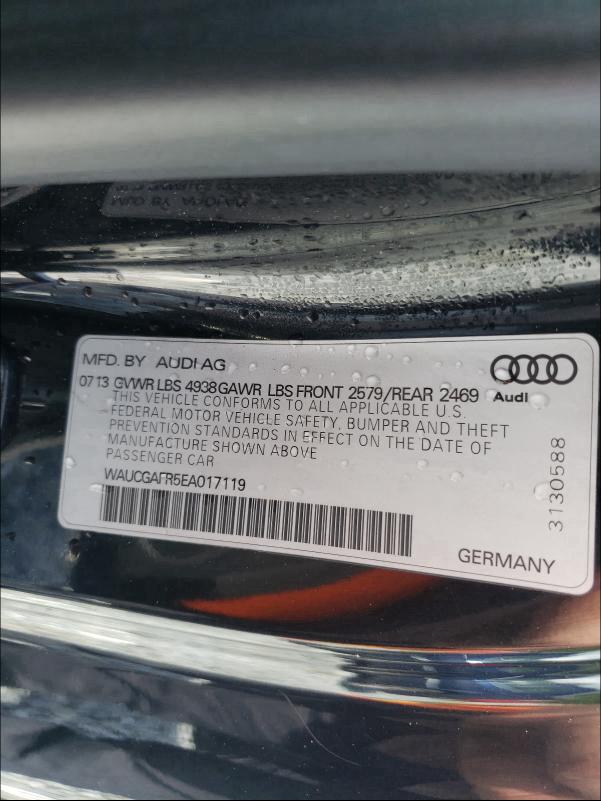 MFD. BY AUDI AG
07 13 GVWR LBS 4938 GAWR LBS FRONT 2579/REAR 2469
THIS VEHICLE CONFORMS TO ALL APPLICABLE U.S.
FEDERAL MOTOR VEHICLE SAFETY, BUMPER AND THEFT
PREVENTION STANDARDS IN EFFECT ON THE DATE OF
MANUFACTURE SHOWN ABOVE
PASSENGER CAR
WAUCGAFR5EA017119
Audi
3130588
GERMANY